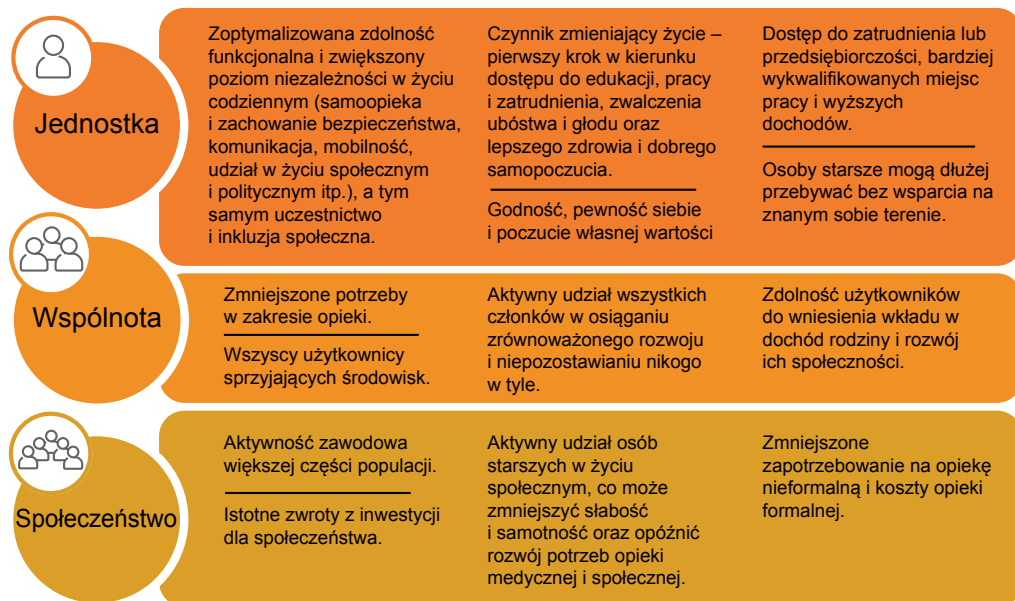 Jednostka
Zoptymalizowana zdolność
funkcjonalna i zwiększony
poziom niezależności w życiu
codziennym (samoopieka
i zachowanie bezpieczeństwa,
komunikacja, mobilność,
udział w życiu społecznym
i politycznym itp.), a tym
samym uczestnictwo
i inkluzja społeczna.
Czynnik zmieniający życie –
pierwszy krok w kierunku
dostępu do edukacji, pracy
i zatrudnienia, zwalczenia
ubóstwa i głodu oraz
lepszego zdrowia i dobrego
samopoczucia.
Godność, pewność siebie
i poczucie własnej wartości
Dostęp do zatrudnienia lub
przedsiębiorczości, bardziej
wykwalifikowanych miejsc
pracy i wyższych
dochodów.
Osoby starsze mogą dłużej
przebywać bez wsparcia na
znanym sobie terenie.
Wspólnota
Zmniejszone potrzeby
w zakresie opieki.
Wszyscy użytkownicy
sprzyjających środowisk.
Aktywny udział wszystkich
członków w osiąganiu
zrównoważonego rozwoju
i niepozostawianiu nikogo
w tyle.
Zdolność użytkowników
do wniesienia wkładu w
dochód rodziny i rozwój
ich społeczności.
Społeczeństwo
Aktywność zawodowa
większej części populacji.
Istotne zwroty z inwestycji
dla społeczeństwa.
Aktywny udział osób
starszych w życiu
społecznym, co może
zmniejszyć słabość
i samotność oraz opóźnić
rozwój potrzeb opieki
medycznej i społecznej.
Zmniejszone
zapotrzebowanie na opiekę
nieformalną i koszty opieki
formalnej.